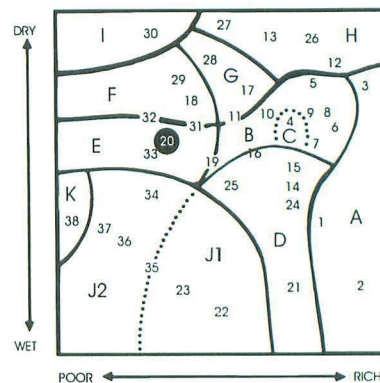 DRY
I 30 27 13 26 H
28 12
F 29 G 5 3
18 17
32 31 11 10 4 9 8
E 20 B C 6
33 16 7
19 15
K 34 25 14
38 37 24 A
36 1
D
35 J1
J2 23 21 2
22
WET
POOR RICH